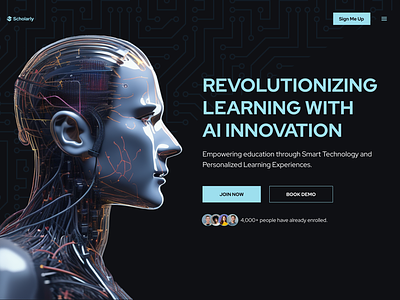 Scholarly
Sign Me Up
REVOLUTIONIZING
LEARNING WITH
AI INNOVATION
Empowering education through Smart Technology and
Personalized Learning Experiences.
JOIN NOW
BOOK DEMO
4,000+ people have already enrolled.